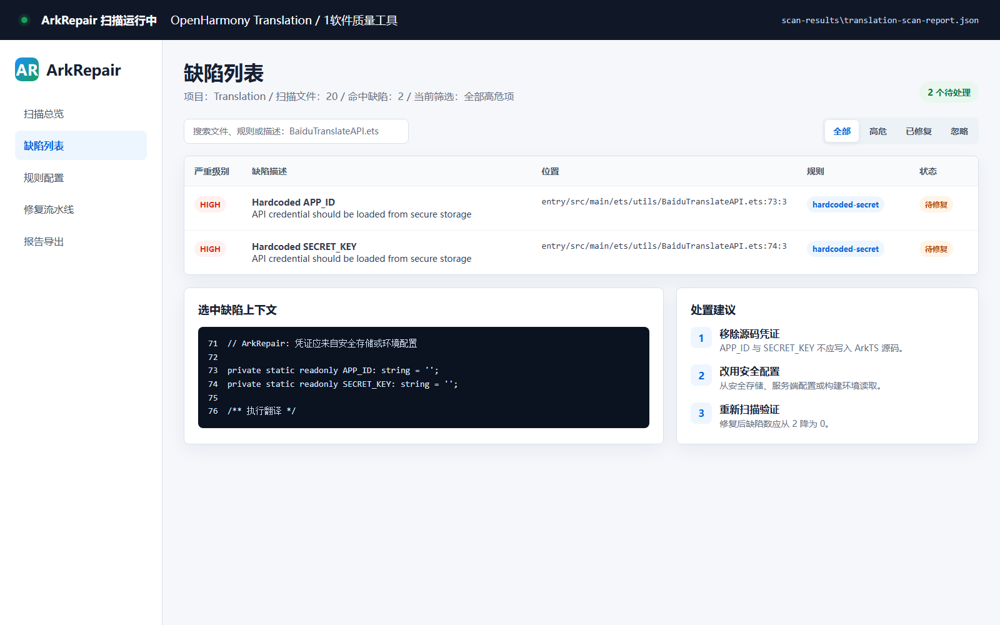 ArkRepair 扫描运行中 OpenHarmony Translation / 1软件质量工具 scan-results\translation-scan-report.json
AR ArkRepair
扫描总览
缺陷列表
规则配置
修复流水线
报告导出
缺陷列表
项目：Translation / 扫描文件：20 / 命中缺陷：2 / 当前筛选：全部高危项
2 个待处理
搜索文件、规则或描述：BaiduTranslateAPI.ets
全部 高危 已修复 忽略
严重级别 缺陷描述 位置 规则 状态
HIGH Hardcoded APP_ID entry/src/main/ets/utils/BaiduTranslateAPI.ets:73:3 hardcoded-secret 待修复
API credential should be loaded from secure storage
HIGH Hardcoded SECRET_KEY entry/src/main/ets/utils/BaiduTranslateAPI.ets:74:3 hardcoded-secret 待修复
API credential should be loaded from secure storage
选中缺陷上下文
71 // ArkRepair: 凭证应来自安全存储或环境配置
72
73 private static readonly APP_ID: string = '';
74 private static readonly SECRET_KEY: string = '';
75
76 /** 执行翻译 */
处置建议
1 移除源码凭证
APP_ID 与 SECRET_KEY 不应写入 ArkTS 源码。
2 改用安全配置
从安全存储、服务端配置或构建环境读取。
3 重新扫描验证
修复后缺陷数应从 2 降为 0。